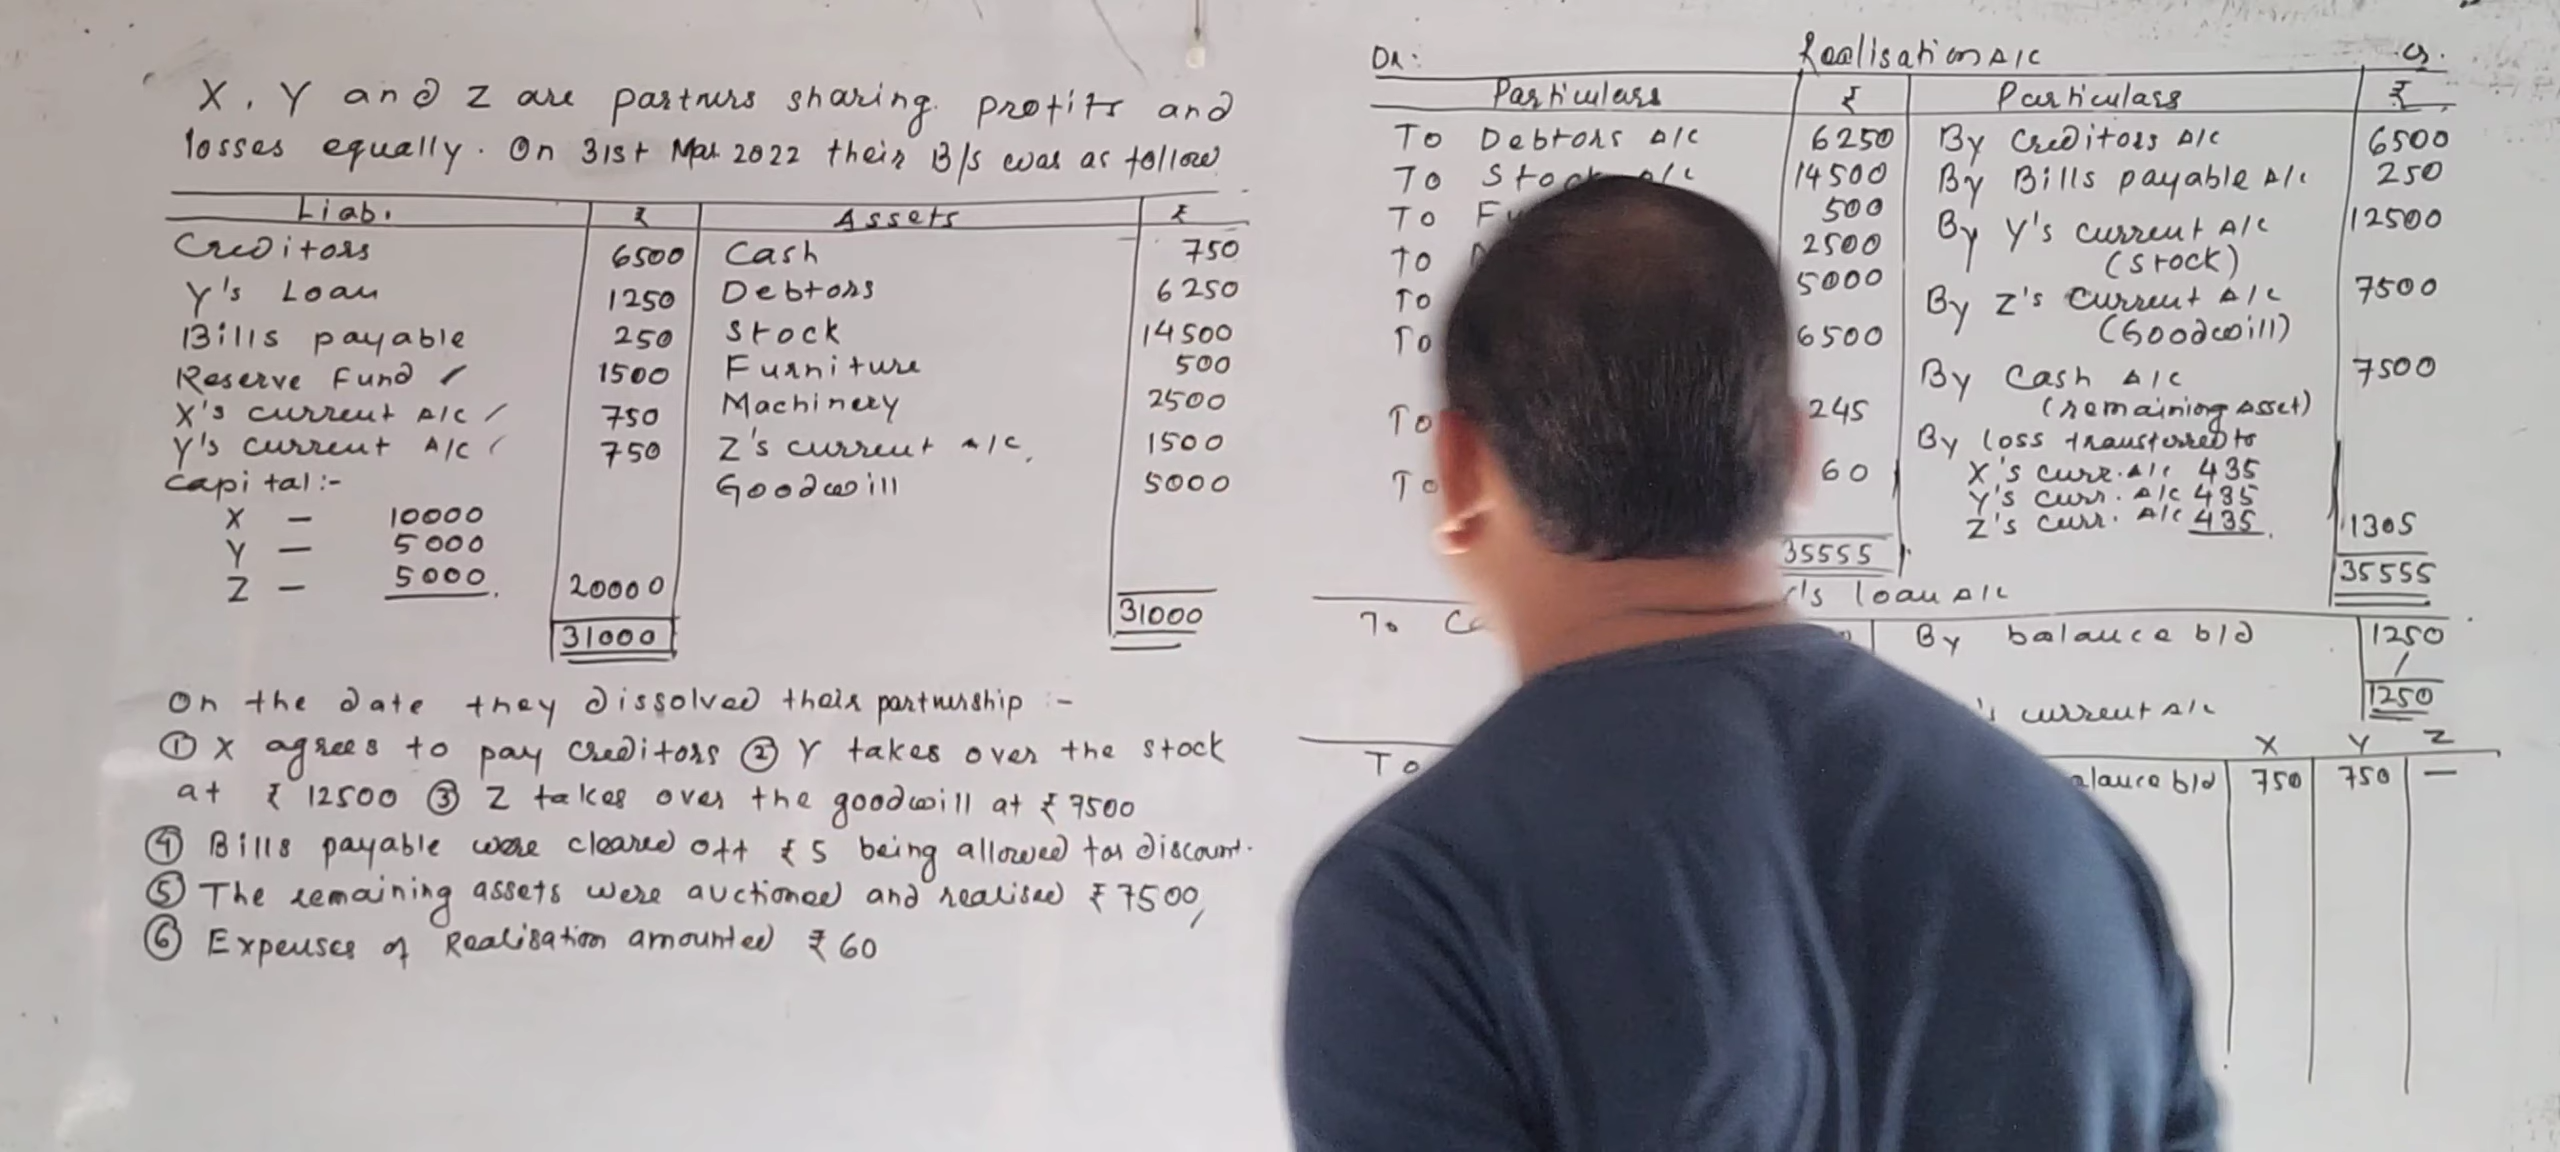 X, Y and Z are partners sharing profits and
losses equally. On 31st Mar 2022 their B/s was as follow
Liab. ₹ Assets ₹
Creditors 6500 Cash 750
Y's Loan 1250 Debtors 6250
Bills payable 250 Stock 14500
Reserve Fund 1500 Furniture 500
X's current A/c 750 Machinery 2500
Y's current A/c 750 Z's current A/c 1500
Capital:- Goodwill 5000
X — 10000
Y — 5000
Z — 5000 20000
31000 31000
On the date they dissolved their partnership :-
① X agrees to pay creditors ② Y takes over the stock
at ₹ 12500 ③ Z takes over the goodwill at ₹ 7500
④ Bills payable were cleared off ₹ 5 being allowed for discount.
⑤ The remaining assets were auctioned and realised ₹ 7500
⑥ Expenses of Realisation amounted ₹ 60
Dr. Realisation A/C Cr.
Particulars ₹ Particulars ₹
To Debtors A/c 6250 By Creditors A/c 6500
To Stock A/c 14500 By Bills payable A/c 250
To 500 By Y's current A/c 12500
To 2500 (stock)
To 5000 By Z's current A/c 7500
To 6500 (Goodwill)
By Cash A/c 7500
To 245 (remaining asset)
By loss transferred to
To 60 X's curr. A/c 435
Y's curr. A/c 435
Z's curr. A/c 435 1305
35555 35555
's loan A/c
To By balance b/d 1250
1250
's current A/c
X Y Z
To balance b/d 750 750 —